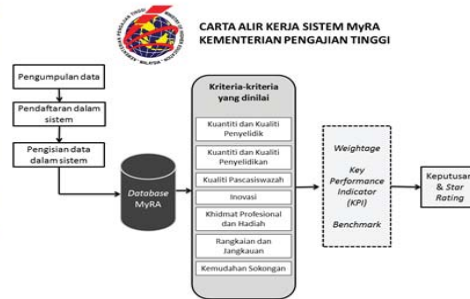 CARTA ALIR KERJA SISTEM MyRA
KEMENTERIAN PENGAJIAN TINGGI
Pengumpulan data
Pendaftaran dalam
sistem
Pengisian data
dalam sistem
Database
MyRA
Kriteria-kriteria
yang dinilai
Kuantiti dan Kualiti
Penyelidik
Kuantiti dan Kualiti
Penyelidikan
Kualiti Pascasiswazah
Inovasi
Khidmat Profesional
dan Hadiah
Rangkaian dan
Jangkauan
Kemudahan Sokongan
Weightage
Key
Performance
Indicator
(KPI)
Benchmark
Keputusan
& Star
Rating